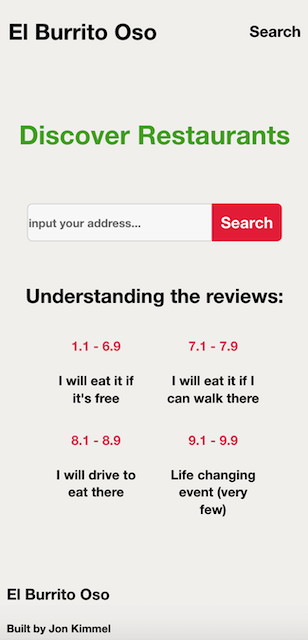 El Burrito Oso
Search
Discover Restaurants
input your address...
Search
Understanding the reviews:
1.1 - 6.9
I will eat it if
it's free
7.1 - 7.9
I will eat it if I
can walk there
8.1 - 8.9
I will drive to
eat there
9.1 - 9.9
Life changing
event (very
few)
El Burrito Oso
Built by Jon Kimmel